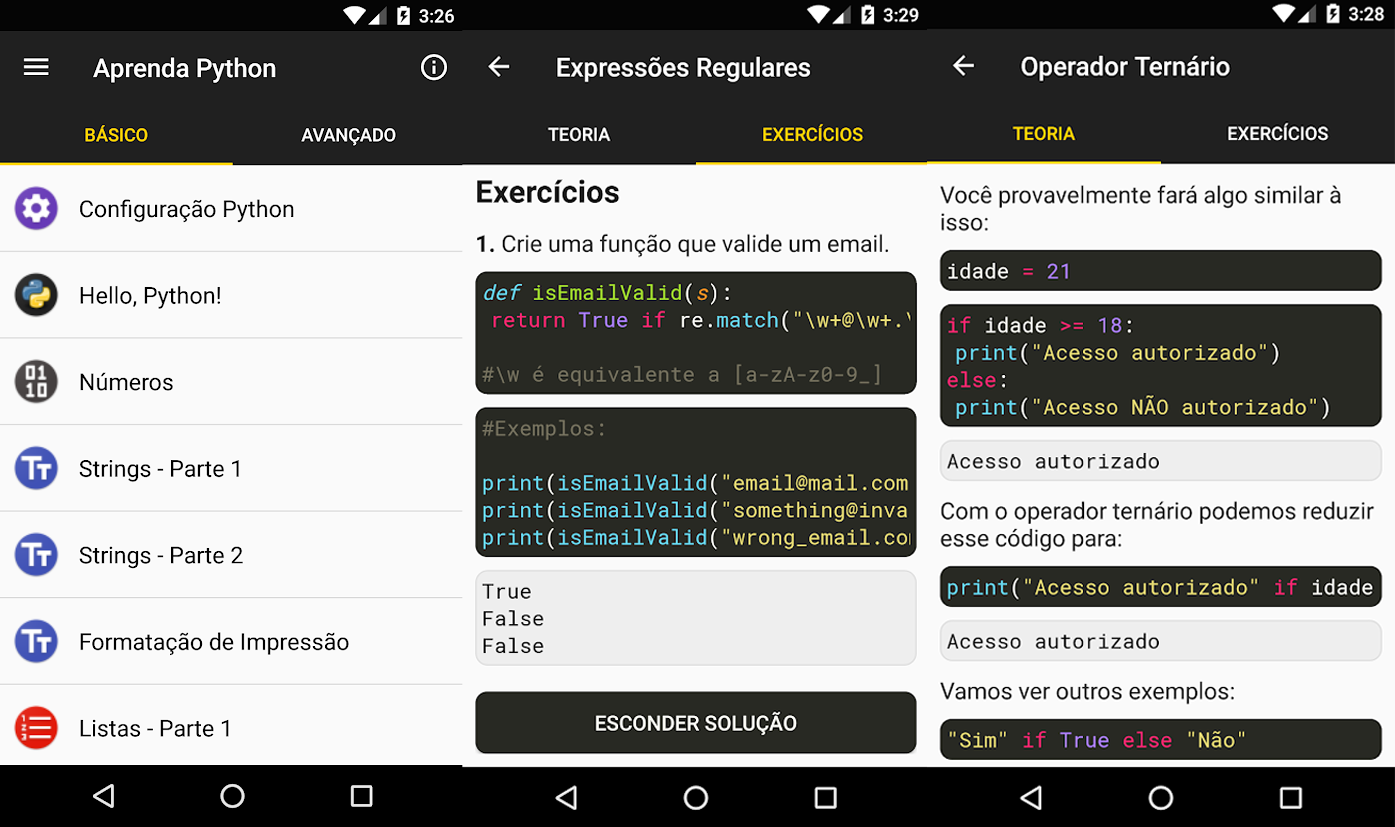 3:26
Aprenda Python
BÁSICO
AVANÇADO
Configuração Python
Hello, Python!
Números
Strings - Parte 1
Strings - Parte 2
Formatação de Impressão
Listas - Parte 1
3:29
Expressões Regulares
TEORIA
EXERCÍCIOS
Exercícios
1. Crie uma função que valide um email.
def isEmailValid(s):
return True if re.match("\w+@\w+.\
#\w é equivalente a [a-zA-z0-9_]
#Exemplos:
print(isEmailValid("email@mail.com
print(isEmailValid("something@inva
print(isEmailValid("wrong_email.co
True
False
False
ESCONDER SOLUÇÃO
3:28
Operador Ternário
TEORIA
EXERCÍCIOS
Você provavelmente fará algo similar à
isso:
idade = 21
if idade >= 18:
print("Acesso autorizado")
else:
print("Acesso NÃO autorizado")
Acesso autorizado
Com o operador ternário podemos reduzir
esse código para:
print("Acesso autorizado" if idade
Acesso autorizado
Vamos ver outros exemplos:
"Sim" if True else "Não"